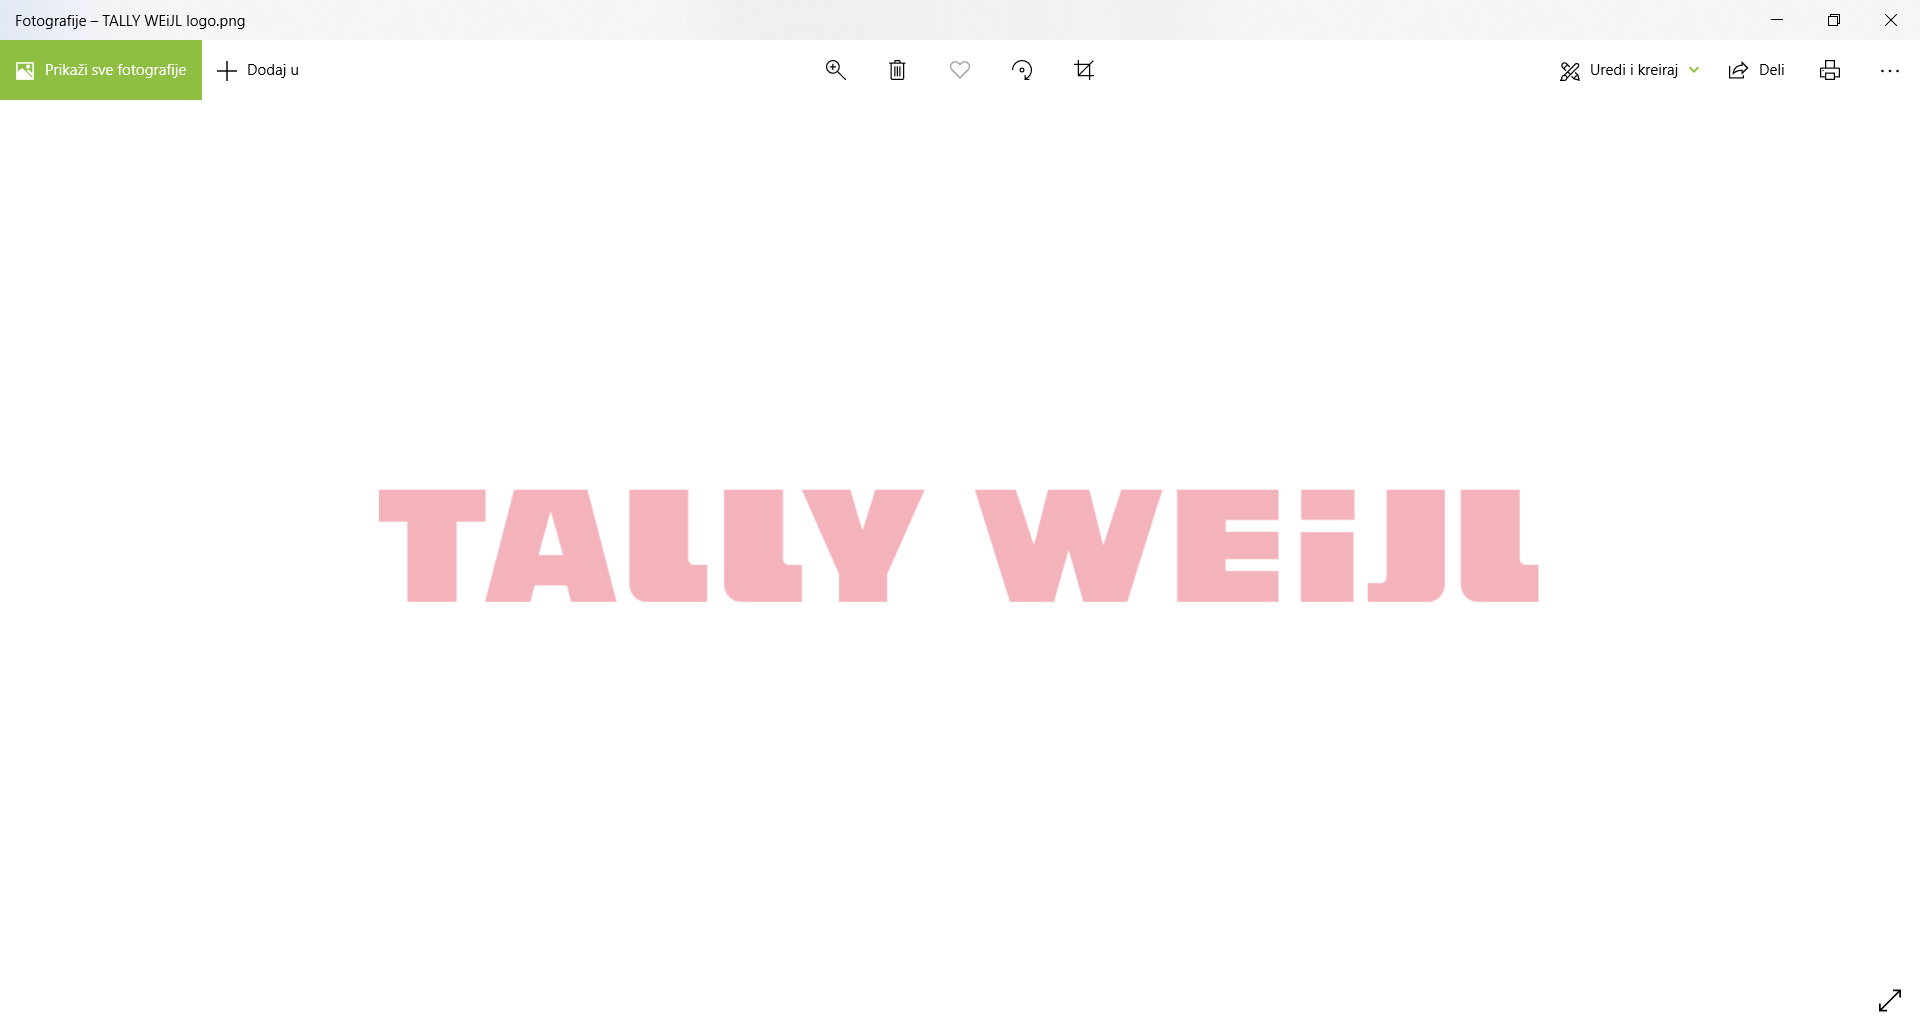 Fotografije – TALLY WEiJL logo.png
Prikaži sve fotografije
Dodaj u
Uredi i kreiraj
Deli
TALLY WEiJL